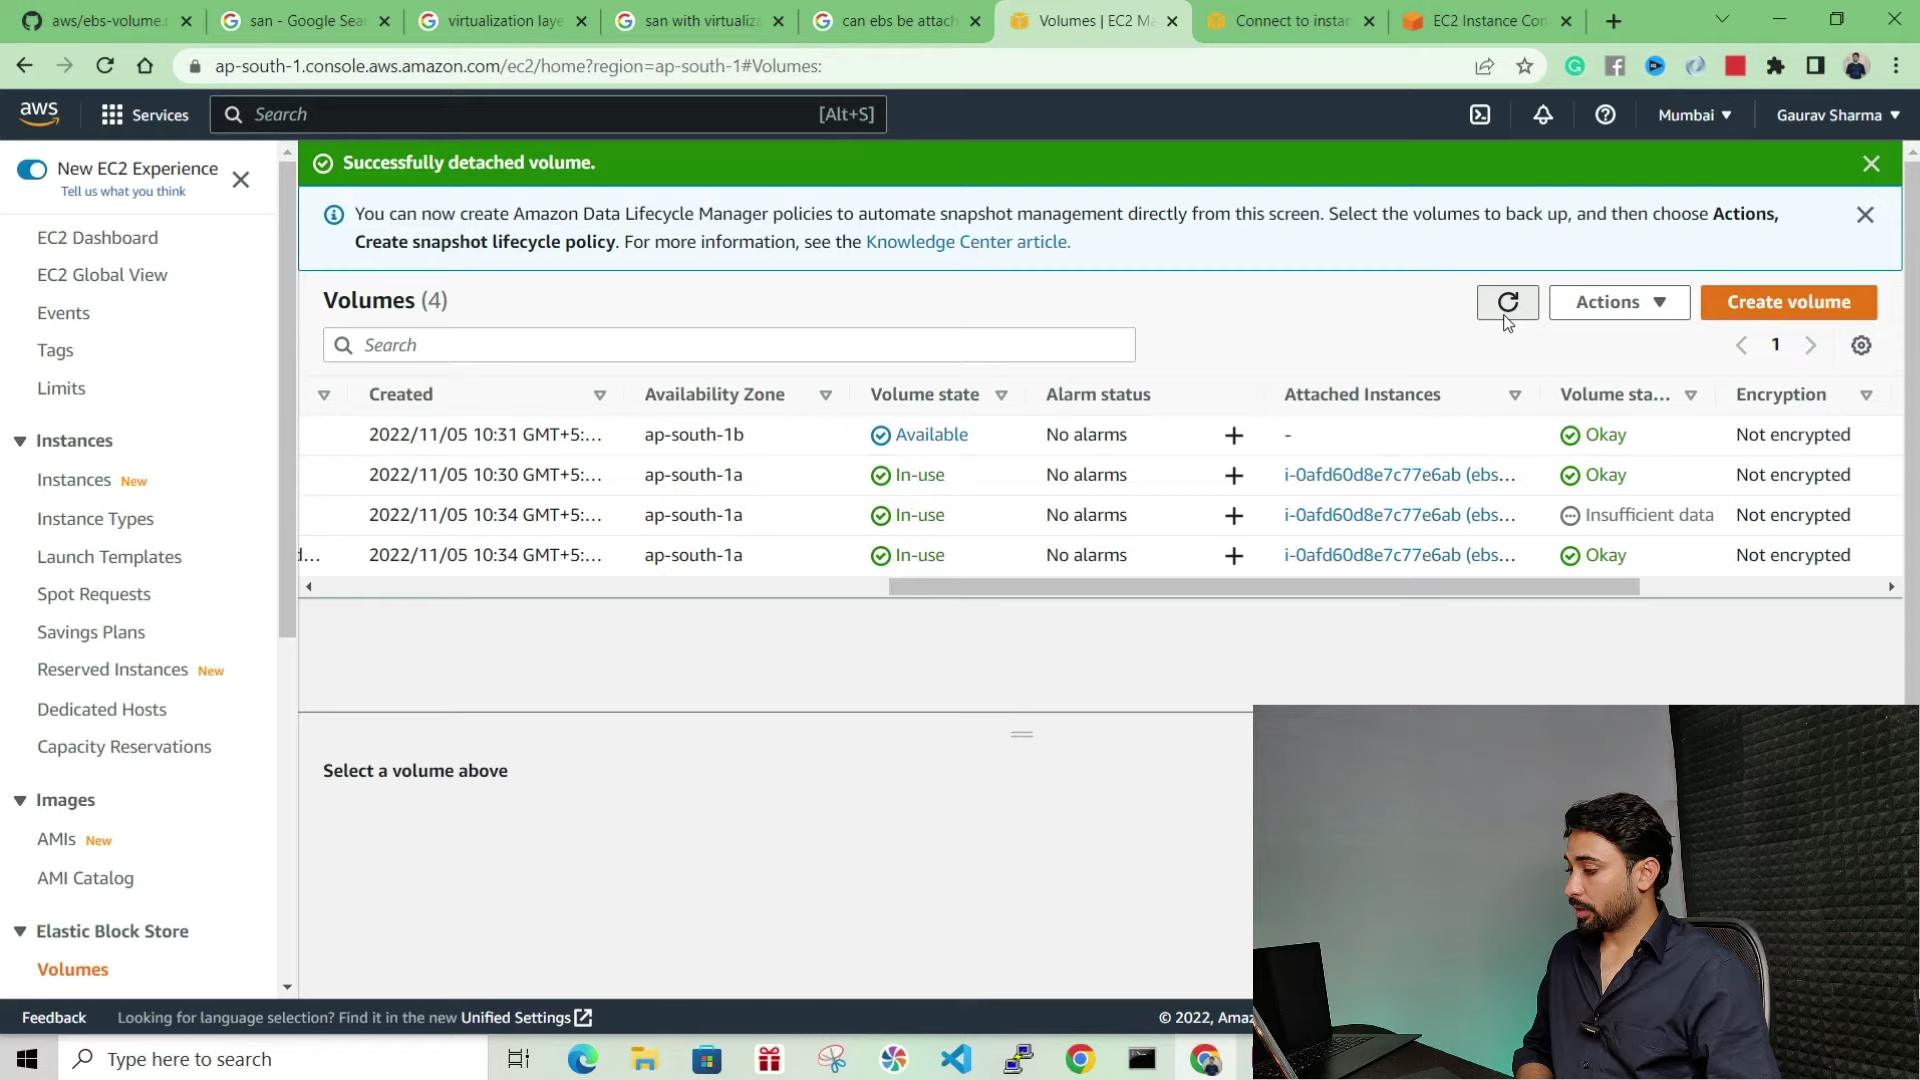 aws/ebs-volume.
san - Google Sea
virtualization laye
san with virtualiza
can ebs be attach
Volumes | EC2 Ma
Connect to instan
EC2 Instance Con
ap-south-1.console.aws.amazon.com/ec2/home?region=ap-south-1#Volumes:
aws
Services
Search
[Alt+S]
Mumbai
Gaurav Sharma
New EC2 Experience
Tell us what you think
EC2 Dashboard
EC2 Global View
Events
Tags
Limits
Instances
Instances New
Instance Types
Launch Templates
Spot Requests
Savings Plans
Reserved Instances New
Dedicated Hosts
Capacity Reservations
Images
AMIs New
AMI Catalog
Elastic Block Store
Volumes
Successfully detached volume.
You can now create Amazon Data Lifecycle Manager policies to automate snapshot management directly from this screen. Select the volumes to back up, and then choose Actions,
Create snapshot lifecycle policy. For more information, see the Knowledge Center article.
Volumes (4)
Actions
Create volume
Search
1
Created Availability Zone Volume state Alarm status Attached Instances Volume sta... Encryption
2022/11/05 10:31 GMT+5:... ap-south-1b Available No alarms + - Okay Not encrypted
2022/11/05 10:30 GMT+5:... ap-south-1a In-use No alarms + i-0afd60d8e7c77e6ab (ebs... Okay Not encrypted
2022/11/05 10:34 GMT+5:... ap-south-1a In-use No alarms + i-0afd60d8e7c77e6ab (ebs... Insufficient data Not encrypted
d... 2022/11/05 10:34 GMT+5:... ap-south-1a In-use No alarms + i-0afd60d8e7c77e6ab (ebs... Okay Not encrypted
Select a volume above
Feedback
Looking for language selection? Find it in the new Unified Settings
© 2022, Amaz
Type here to search